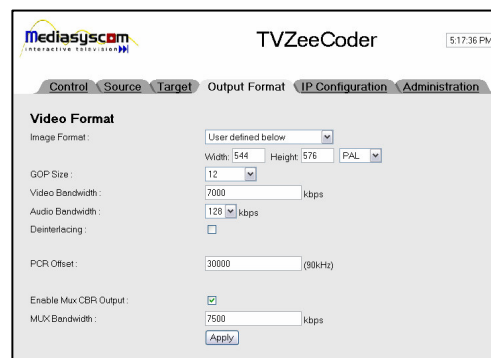 Mediasyscom
interactive television
TVZeeCoder
5:17:36 PM
Control Source Target Output Format IP Configuration Administration
Video Format
Image Format: User defined below
Width: 544 Height: 576 PAL
GOP Size: 12
Video Bandwidth: 7000 kbps
Audio Bandwidth: 128 kbps
Deinterlacing:
PCR Offset: 30000 (90kHz)
Enable Mux CBR Output:
MUX Bandwidth: 7500 kbps
Apply